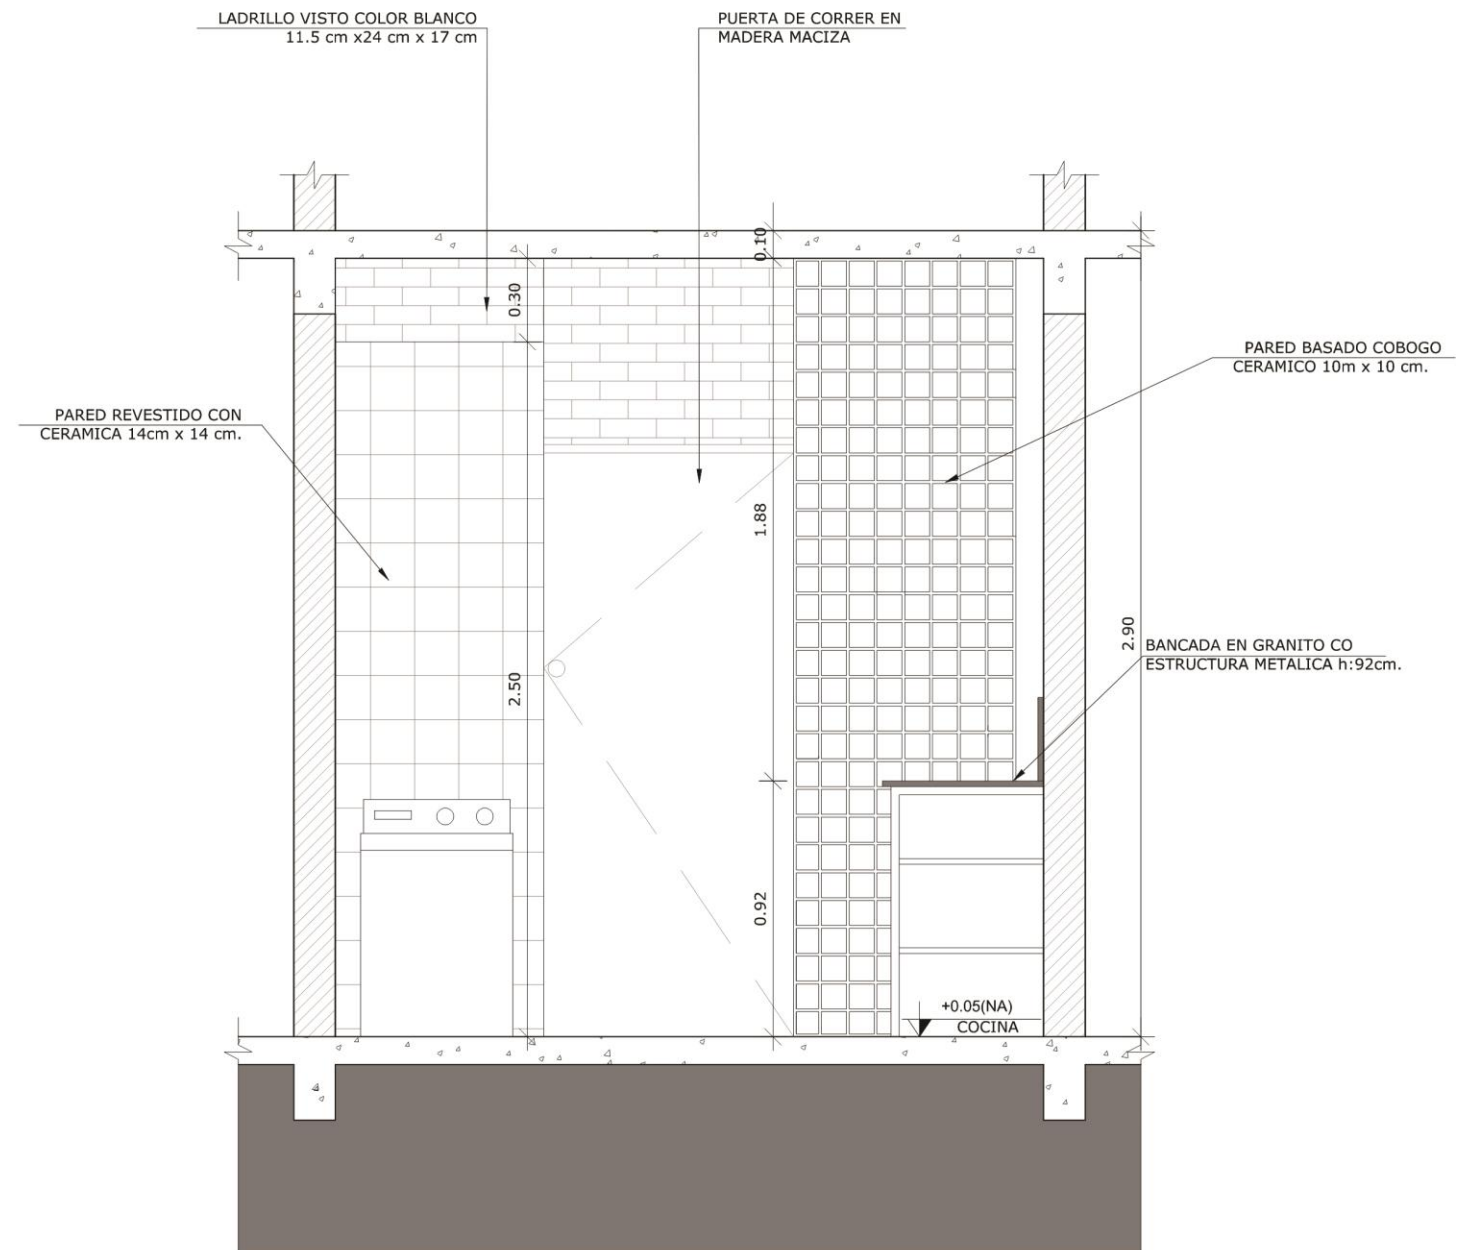 LADRILLO VISTO COLOR BLANCO
11.5 cm x24 cm x 17 cm
PUERTA DE CORRER EN
MADERA MACIZA
0.10
0.30
PARED BASADO COBOGO
CERAMICO 10m x 10 cm.
PARED REVESTIDO CON
CERAMICA 14cm x 14 cm.
1.88
2.90
BANCADA EN GRANITO CO
ESTRUCTURA METALICA h:92cm.
2.50
0.92
+0.05(NA)
COCINA